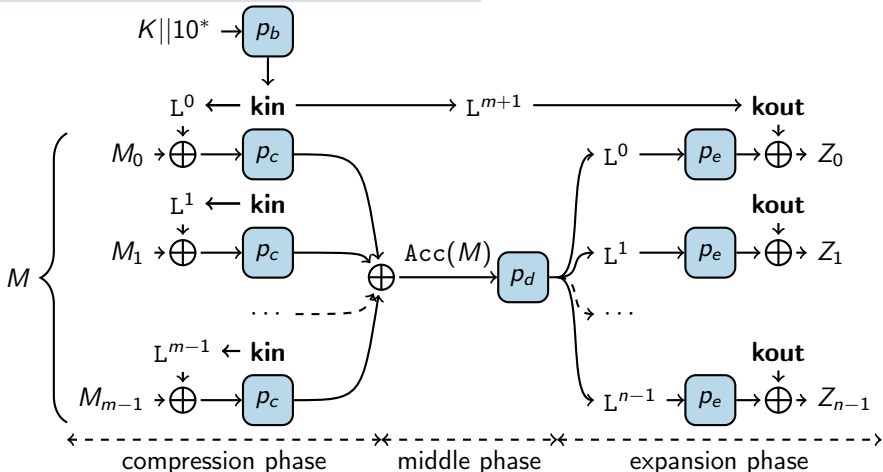 K||10* p_b
L^0 kin L^{m+1} kout
M_0 p_c L^0 p_e Z_0
L^1 kin kout
M_1 p_c L^1 p_e Z_1
M Acc(M) p_d
··· ···
L^{m−1} kin kout
M_{m−1} p_c L^{n−1} p_e Z_{n−1}
compression phase middle phase expansion phase